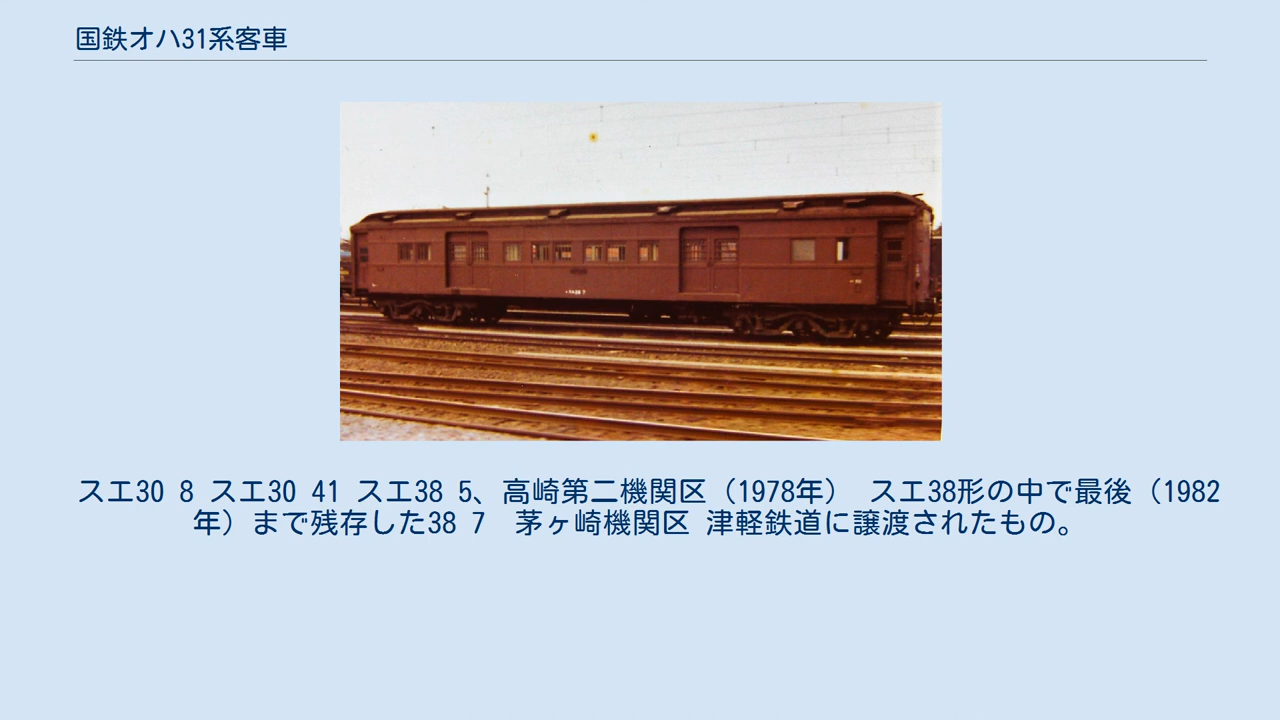 国鉄オハ31系客車
スエ30 8 スエ30 41 スエ38 5、高崎第二機関区（1978年） スエ38形の中で最後（1982
年）まで残存した38 7　茅ヶ崎機関区 津軽鉄道に譲渡されたもの。